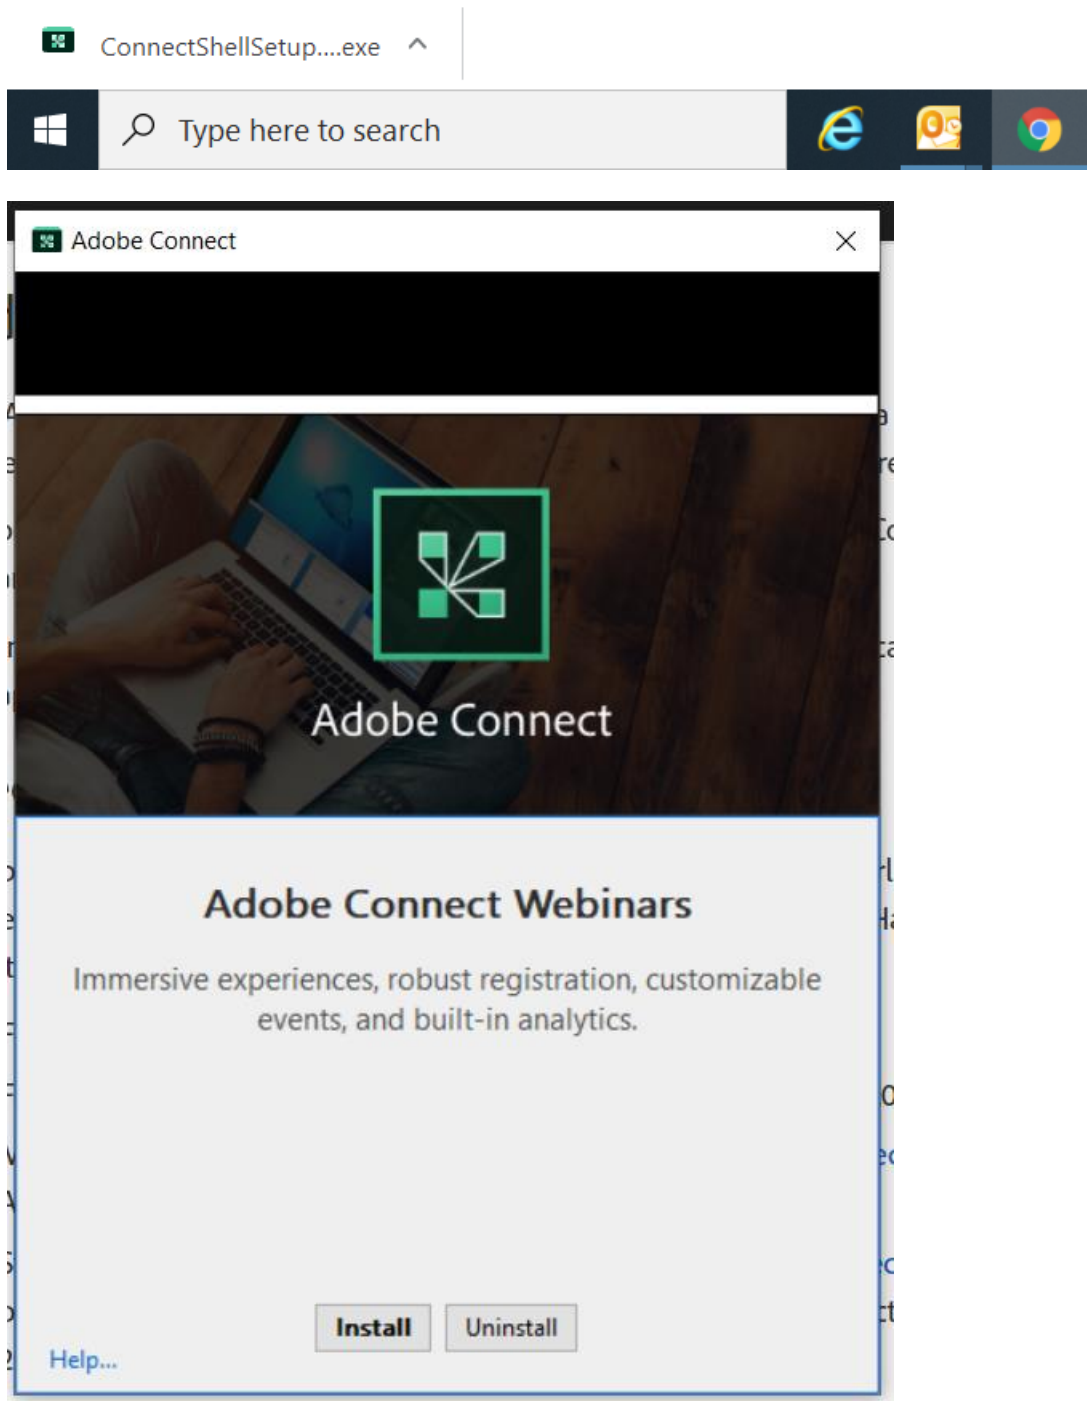 ConnectShellSetup....exe
Type here to search
Adobe Connect
Adobe Connect
Adobe Connect Webinars
Immersive experiences, robust registration, customizable
events, and built-in analytics.
Install
Uninstall
Help...